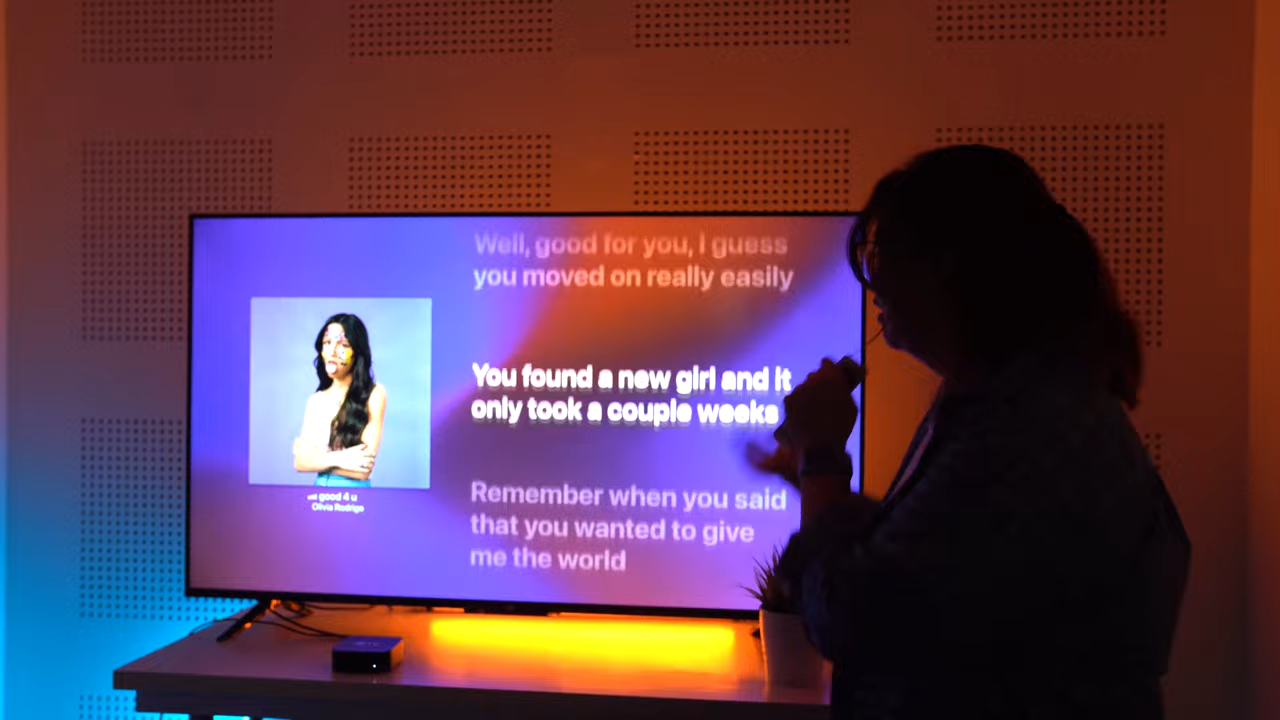 Well, good for you, I guess
you moved on really easily
You found a new girl and it
only took a couple weeks
Remember when you said
that you wanted to give
me the world
good 4 u
Olivia Rodrigo